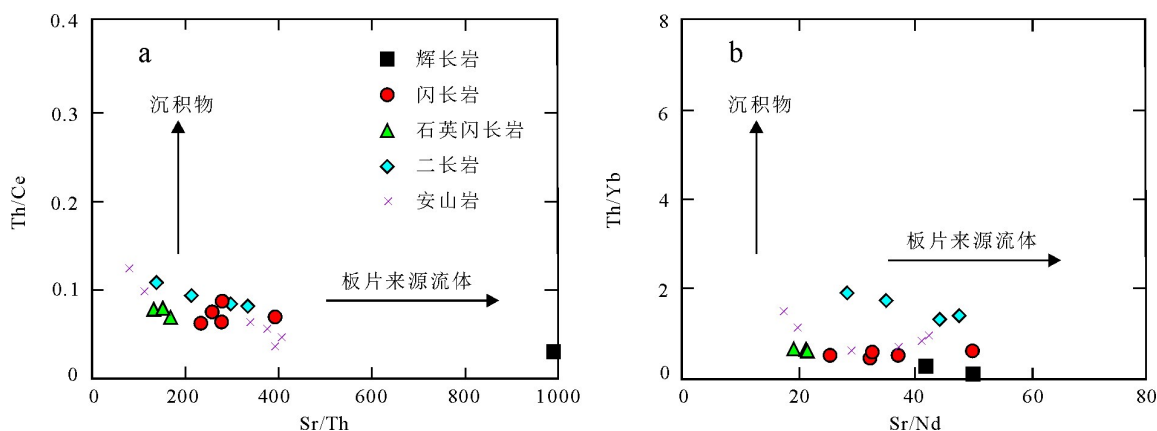 a
沉积物
辉长岩
闪长岩
石英闪长岩
二长岩
安山岩
板片来源流体
Th/Ce
0.4
0.3
0.2
0.1
0
0
200
400
600
800
1000
Sr/Th
b
沉积物
板片来源流体
Th/Yb
8
6
4
2
0
0
20
40
60
80
Sr/Nd